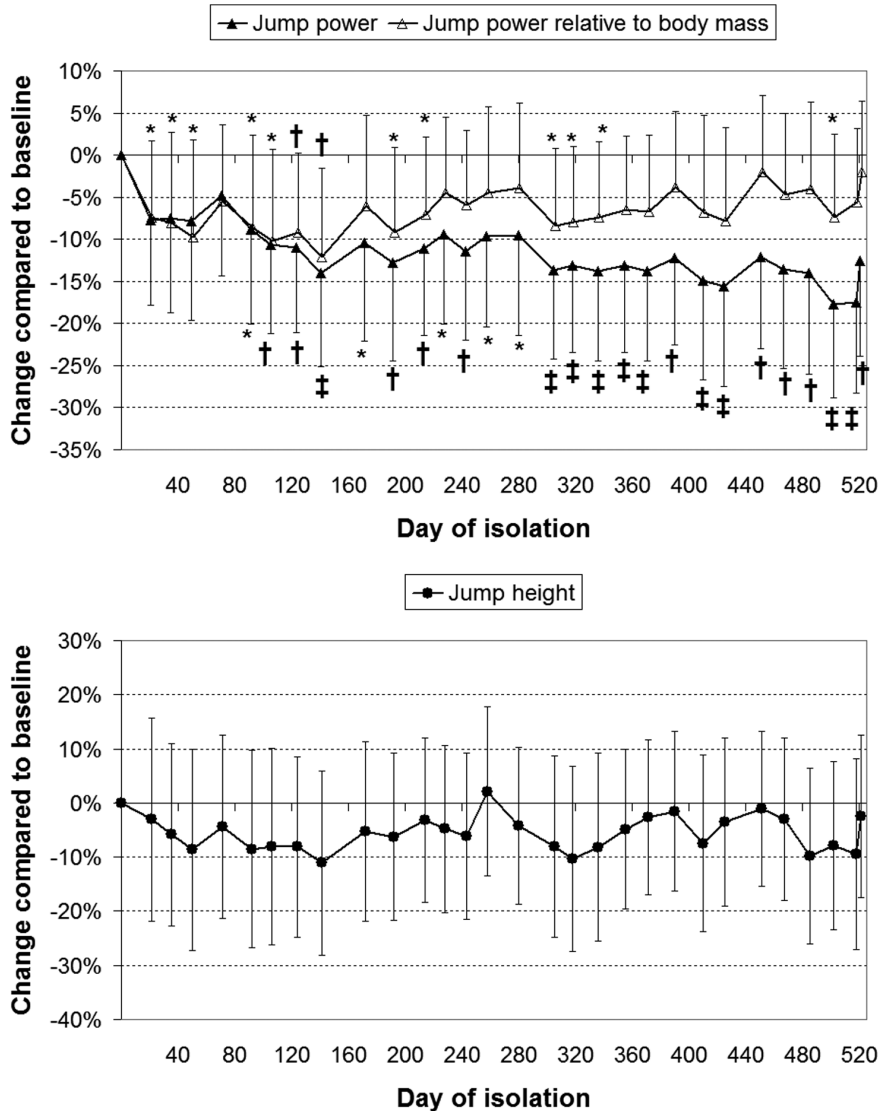 Jump power Jump power relative to body mass
Change compared to baseline
10%
5%
0%
-5%
-10%
-15%
-20%
-25%
-30%
-35%
* * * * * † † * * * * * *
* † † ‡ * † † * † * * ‡ ‡ ‡ ‡ ‡ † ‡ ‡ † † † ‡ ‡ †
40 80 120 160 200 240 280 320 360 400 440 480 520
Day of isolation
Jump height
Change compared to baseline
30%
20%
10%
0%
-10%
-20%
-30%
-40%
40 80 120 160 200 240 280 320 360 400 440 480 520
Day of isolation